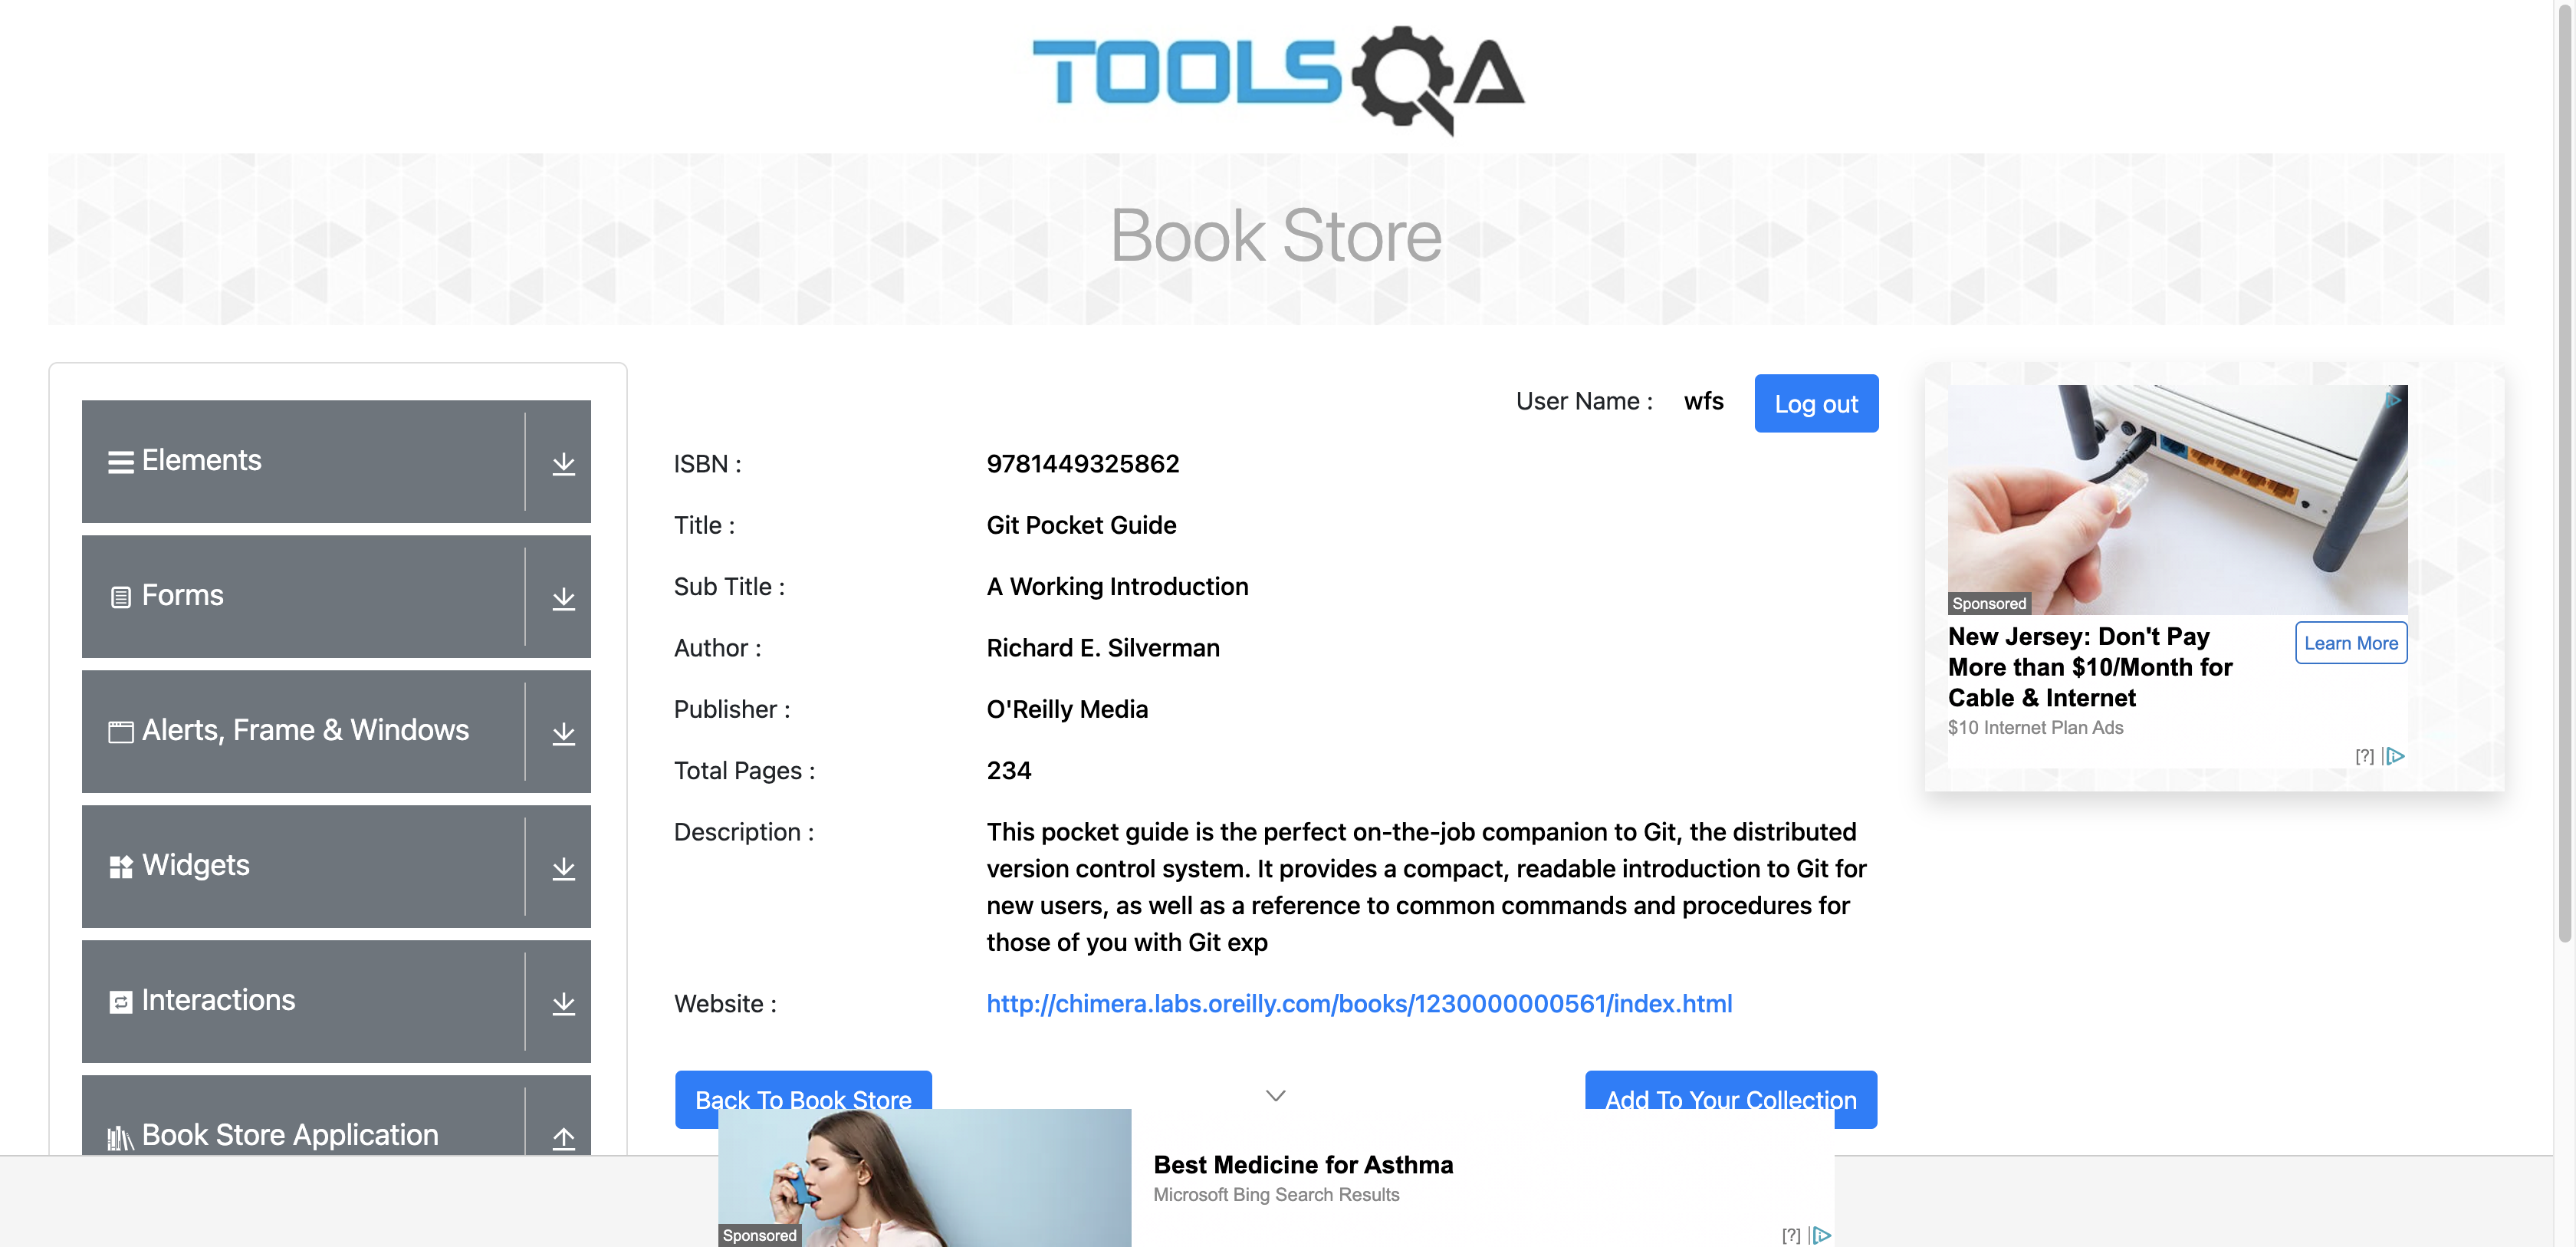 TOOLSQA
Book Store
Elements
Forms
Alerts, Frame & Windows
Widgets
Interactions
Book Store Application
User Name : wfs Log out
ISBN : 9781449325862
Title : Git Pocket Guide
Sub Title : A Working Introduction
Author : Richard E. Silverman
Publisher : O'Reilly Media
Total Pages : 234
Description : This pocket guide is the perfect on-the-job companion to Git, the distributed
version control system. It provides a compact, readable introduction to Git for
new users, as well as a reference to common commands and procedures for
those of you with Git exp
Website : http://chimera.labs.oreilly.com/books/1230000000561/index.html
Back To Book Store Add To Your Collection
Sponsored
New Jersey: Don't Pay
More than $10/Month for
Cable & Internet
Learn More
$10 Internet Plan Ads
[?]
Best Medicine for Asthma
Microsoft Bing Search Results
Sponsored
[?]